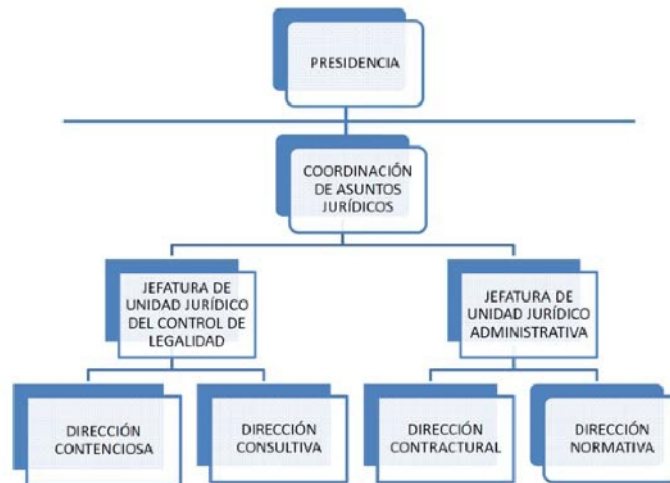 PRESIDENCIA
COORDINACIÓN
DE ASUNTOS
JURÍDICOS
JEFATURA DE
UNIDAD JURÍDICO
DEL CONTROL DE
LEGALIDAD
JEFATURA DE
UNIDAD JURÍDICO
ADMINISTRATIVA
DIRECCIÓN
CONTENCIOSA
DIRECCIÓN
CONSULTIVA
DIRECCIÓN
CONTRACTURAL
DIRECCIÓN
NORMATIVA